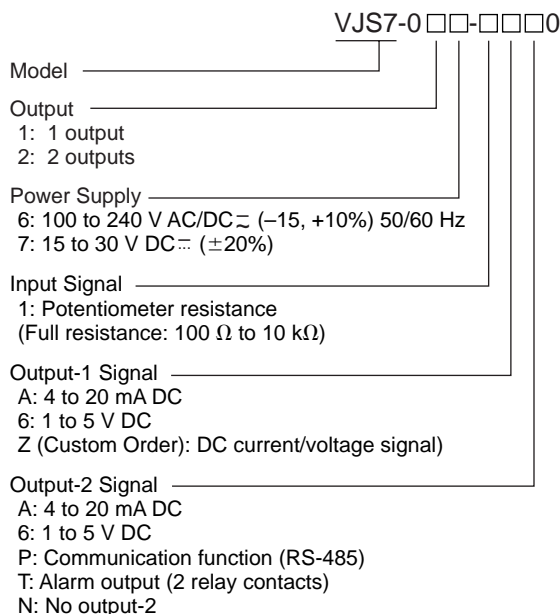 VJS7-0□□-□□□0
Model
Output
1: 1 output
2: 2 outputs
Power Supply
6: 100 to 240 V AC/DC⏦ (–15, +10%) 50/60 Hz
7: 15 to 30 V DC⎓ (±20%)
Input Signal
1: Potentiometer resistance
(Full resistance: 100 Ω to 10 kΩ)
Output-1 Signal
A: 4 to 20 mA DC
6: 1 to 5 V DC
Z (Custom Order): DC current/voltage signal)
Output-2 Signal
A: 4 to 20 mA DC
6: 1 to 5 V DC
P: Communication function (RS-485)
T: Alarm output (2 relay contacts)
N: No output-2